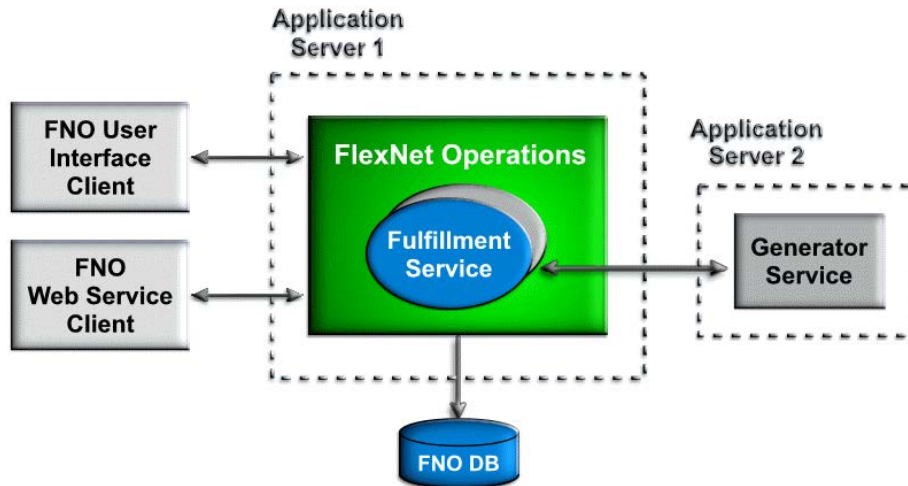 Application
Server 1
FNO User
Interface
Client
FlexNet Operations
Application
Server 2
Fulfillment
Service
Generator
Service
FNO
Web Service
Client
FNO DB